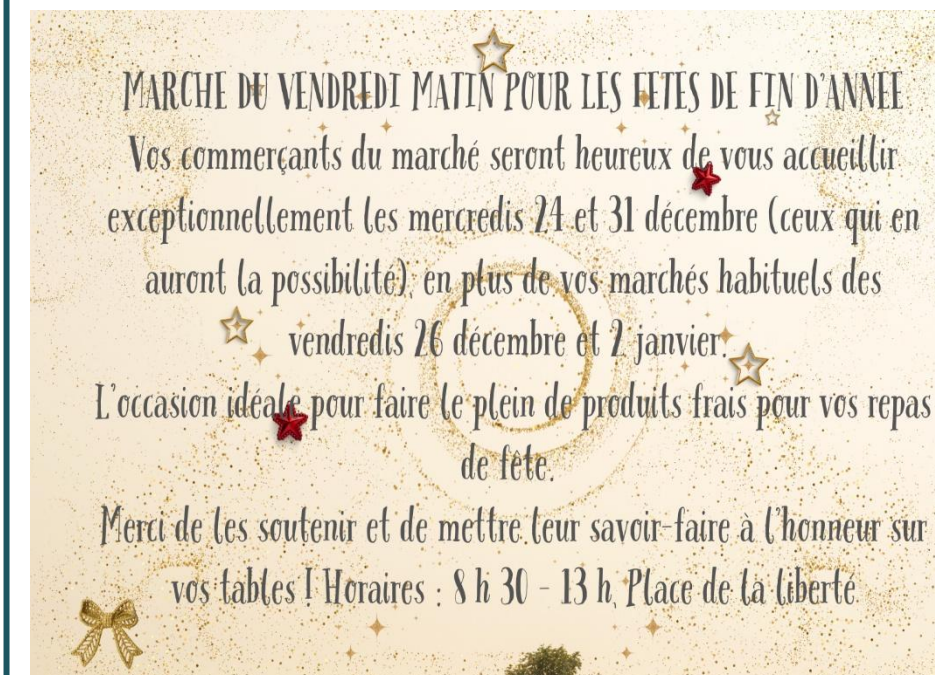 MARCHE DU VENDREDI MATIN POUR LES FETES DE FIN D'ANNEE
Vos commerçants du marché seront heureux de vous accueillir
exceptionnellement les mercredis 24 et 31 décembre (ceux qui en
auront la possibilité), en plus de vos marchés habituels des
vendredis 26 décembre et 2 janvier.
L'occasion idéale pour faire le plein de produits frais pour vos repas
de fête.
Merci de les soutenir et de mettre leur savoir-faire à l'honneur sur
vos tables ! Horaires : 8 h 30 - 13 h, Place de la liberté.